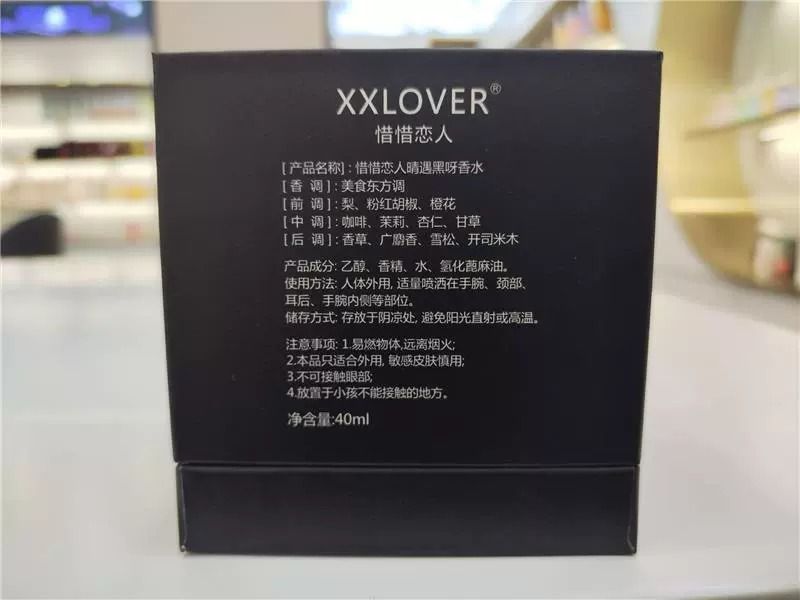 XXLOVER®
惜惜恋人
[产品名称]: 惜惜恋人晴遇黑呀香水
[香 调]: 美食东方调
[前 调]: 梨、粉红胡椒、橙花
[中 调]: 咖啡、茉莉、杏仁、甘草
[后 调]: 香草、广麝香、雪松、开司米木
产品成分: 乙醇、香精、水、氢化蓖麻油。
使用方法: 人体外用, 适量喷洒在手腕、颈部、
耳后、手腕内侧等部位。
储存方式: 存放于阴凉处, 避免阳光直射或高温。
注意事项: 1.易燃物体,远离烟火;
2.本品只适合外用, 敏感皮肤慎用;
3.不可接触眼部;
4.放置于小孩不能接触的地方。
净含量:40ml